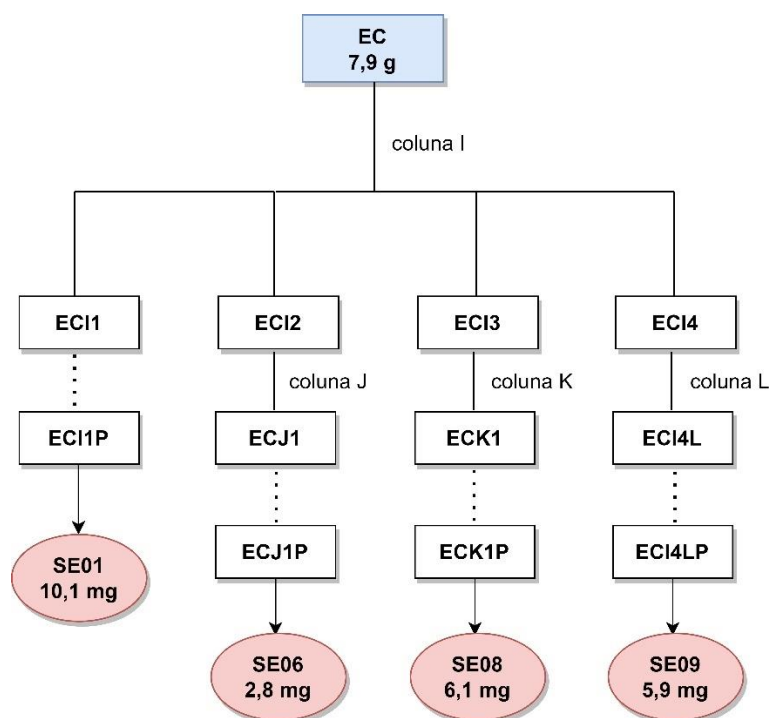 EC
7,9 g
coluna I
ECI1
ECI2
ECI3
ECI4
coluna J
coluna K
coluna L
ECI1P
ECJ1
ECK1
ECI4L
ECJ1P
ECK1P
ECI4LP
SE01
10,1 mg
SE06
2,8 mg
SE08
6,1 mg
SE09
5,9 mg